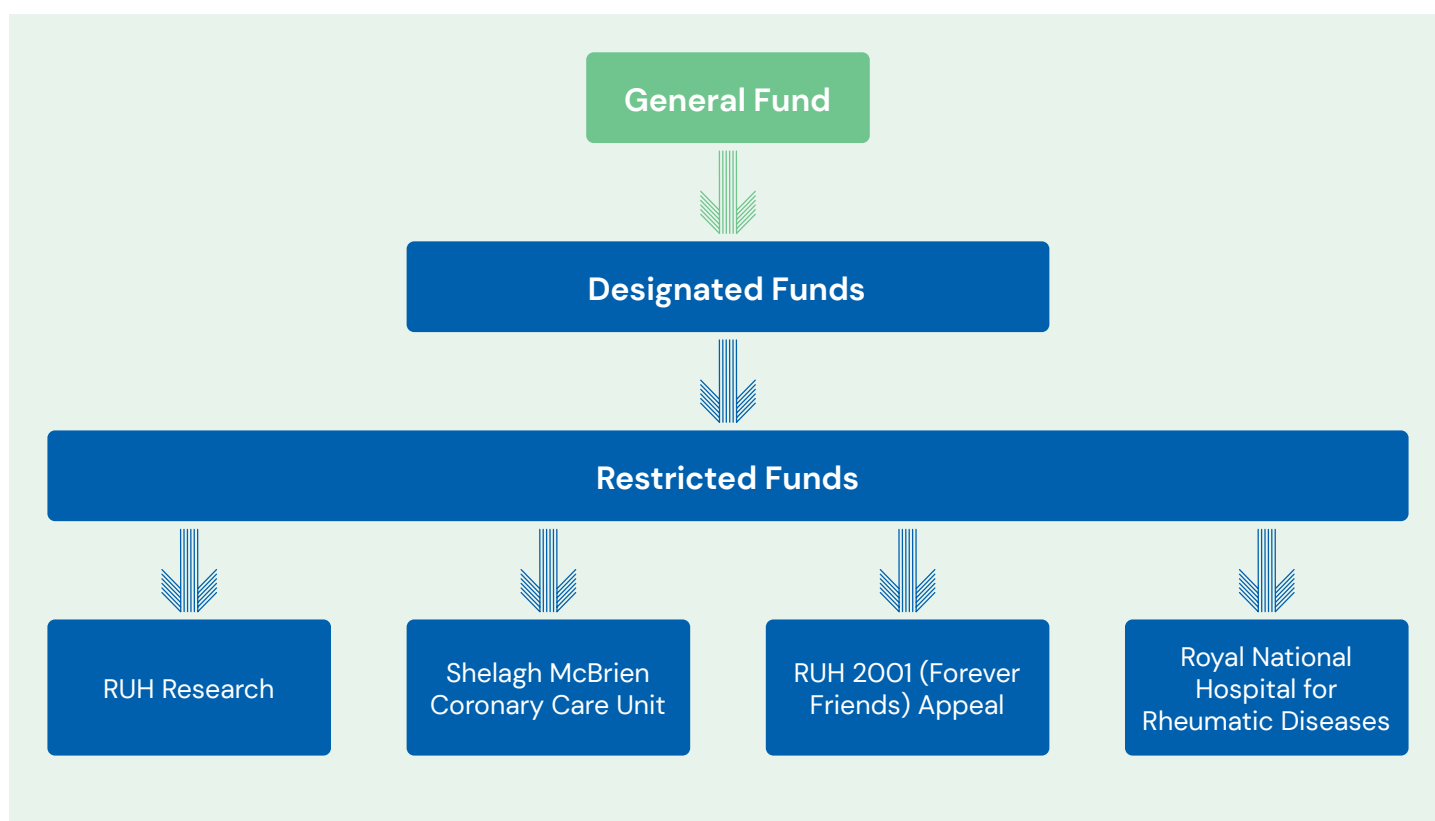 General Fund
Designated Funds
Restricted Funds
RUH Research
Shelagh McBrien
Coronary Care Unit
RUH 2001 (Forever
Friends) Appeal
Royal National
Hospital for
Rheumatic Diseases